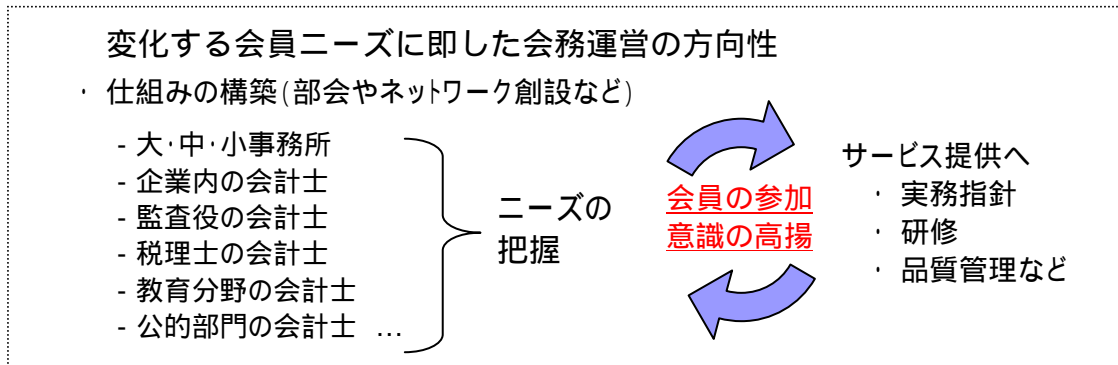 変化する会員ニーズに即した会務運営の方向性
・ 仕組みの構築(部会やネットワーク創設など)
- 大・中・小事務所
- 企業内の会計士
- 監査役の会計士
- 税理士の会計士
- 教育分野の会計士
- 公的部門の会計士 …
ニーズの
把握
会員の参加
意識の高揚
サービス提供へ
・ 実務指針
・ 研修
・ 品質管理など